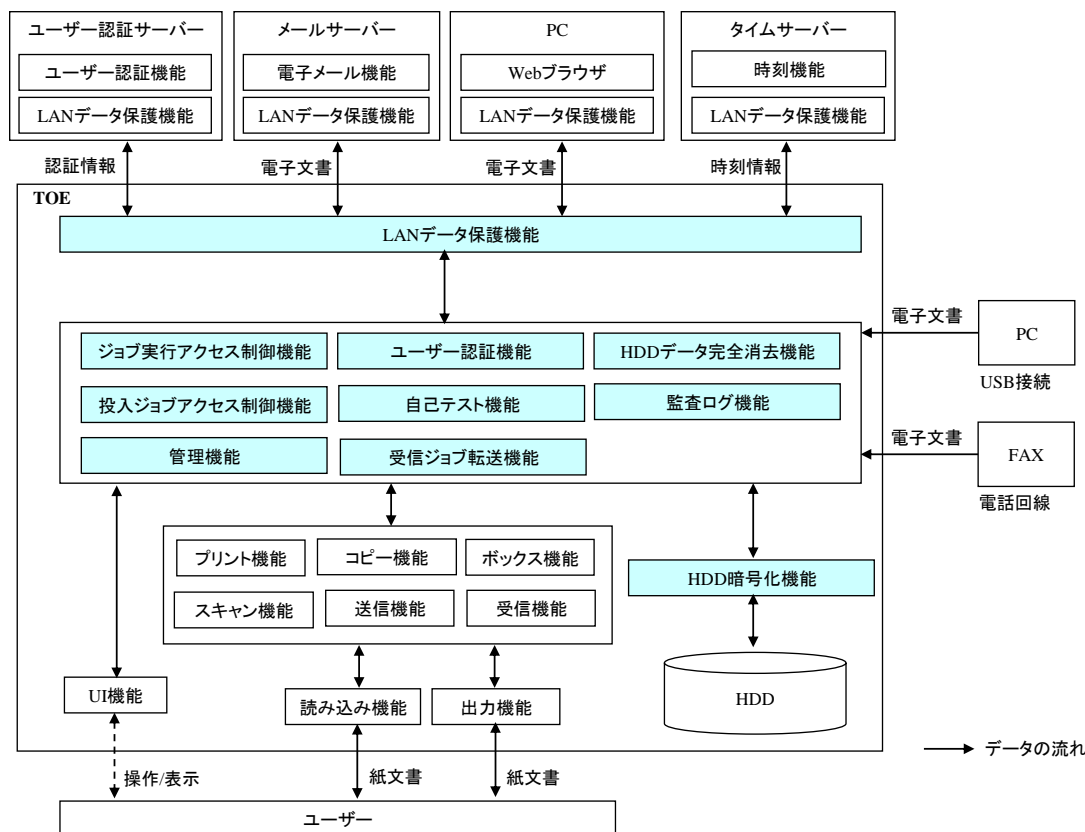 ユーザー認証サーバー
メールサーバー
PC
タイムサーバー
ユーザー認証機能
電子メール機能
Webブラウザ
時刻機能
LANデータ保護機能
LANデータ保護機能
LANデータ保護機能
LANデータ保護機能
認証情報
電子文書
電子文書
時刻情報
TOE
LANデータ保護機能
ジョブ実行アクセス制御機能
ユーザー認証機能
HDDデータ完全消去機能
投入ジョブアクセス制御機能
自己テスト機能
監査ログ機能
管理機能
受信ジョブ転送機能
電子文書
PC
USB接続
電子文書
FAX
電話回線
プリント機能
コピー機能
ボックス機能
スキャン機能
送信機能
受信機能
HDD暗号化機能
HDD
UI機能
読み込み機能
出力機能
データの流れ
操作/表示
紙文書
紙文書
ユーザー